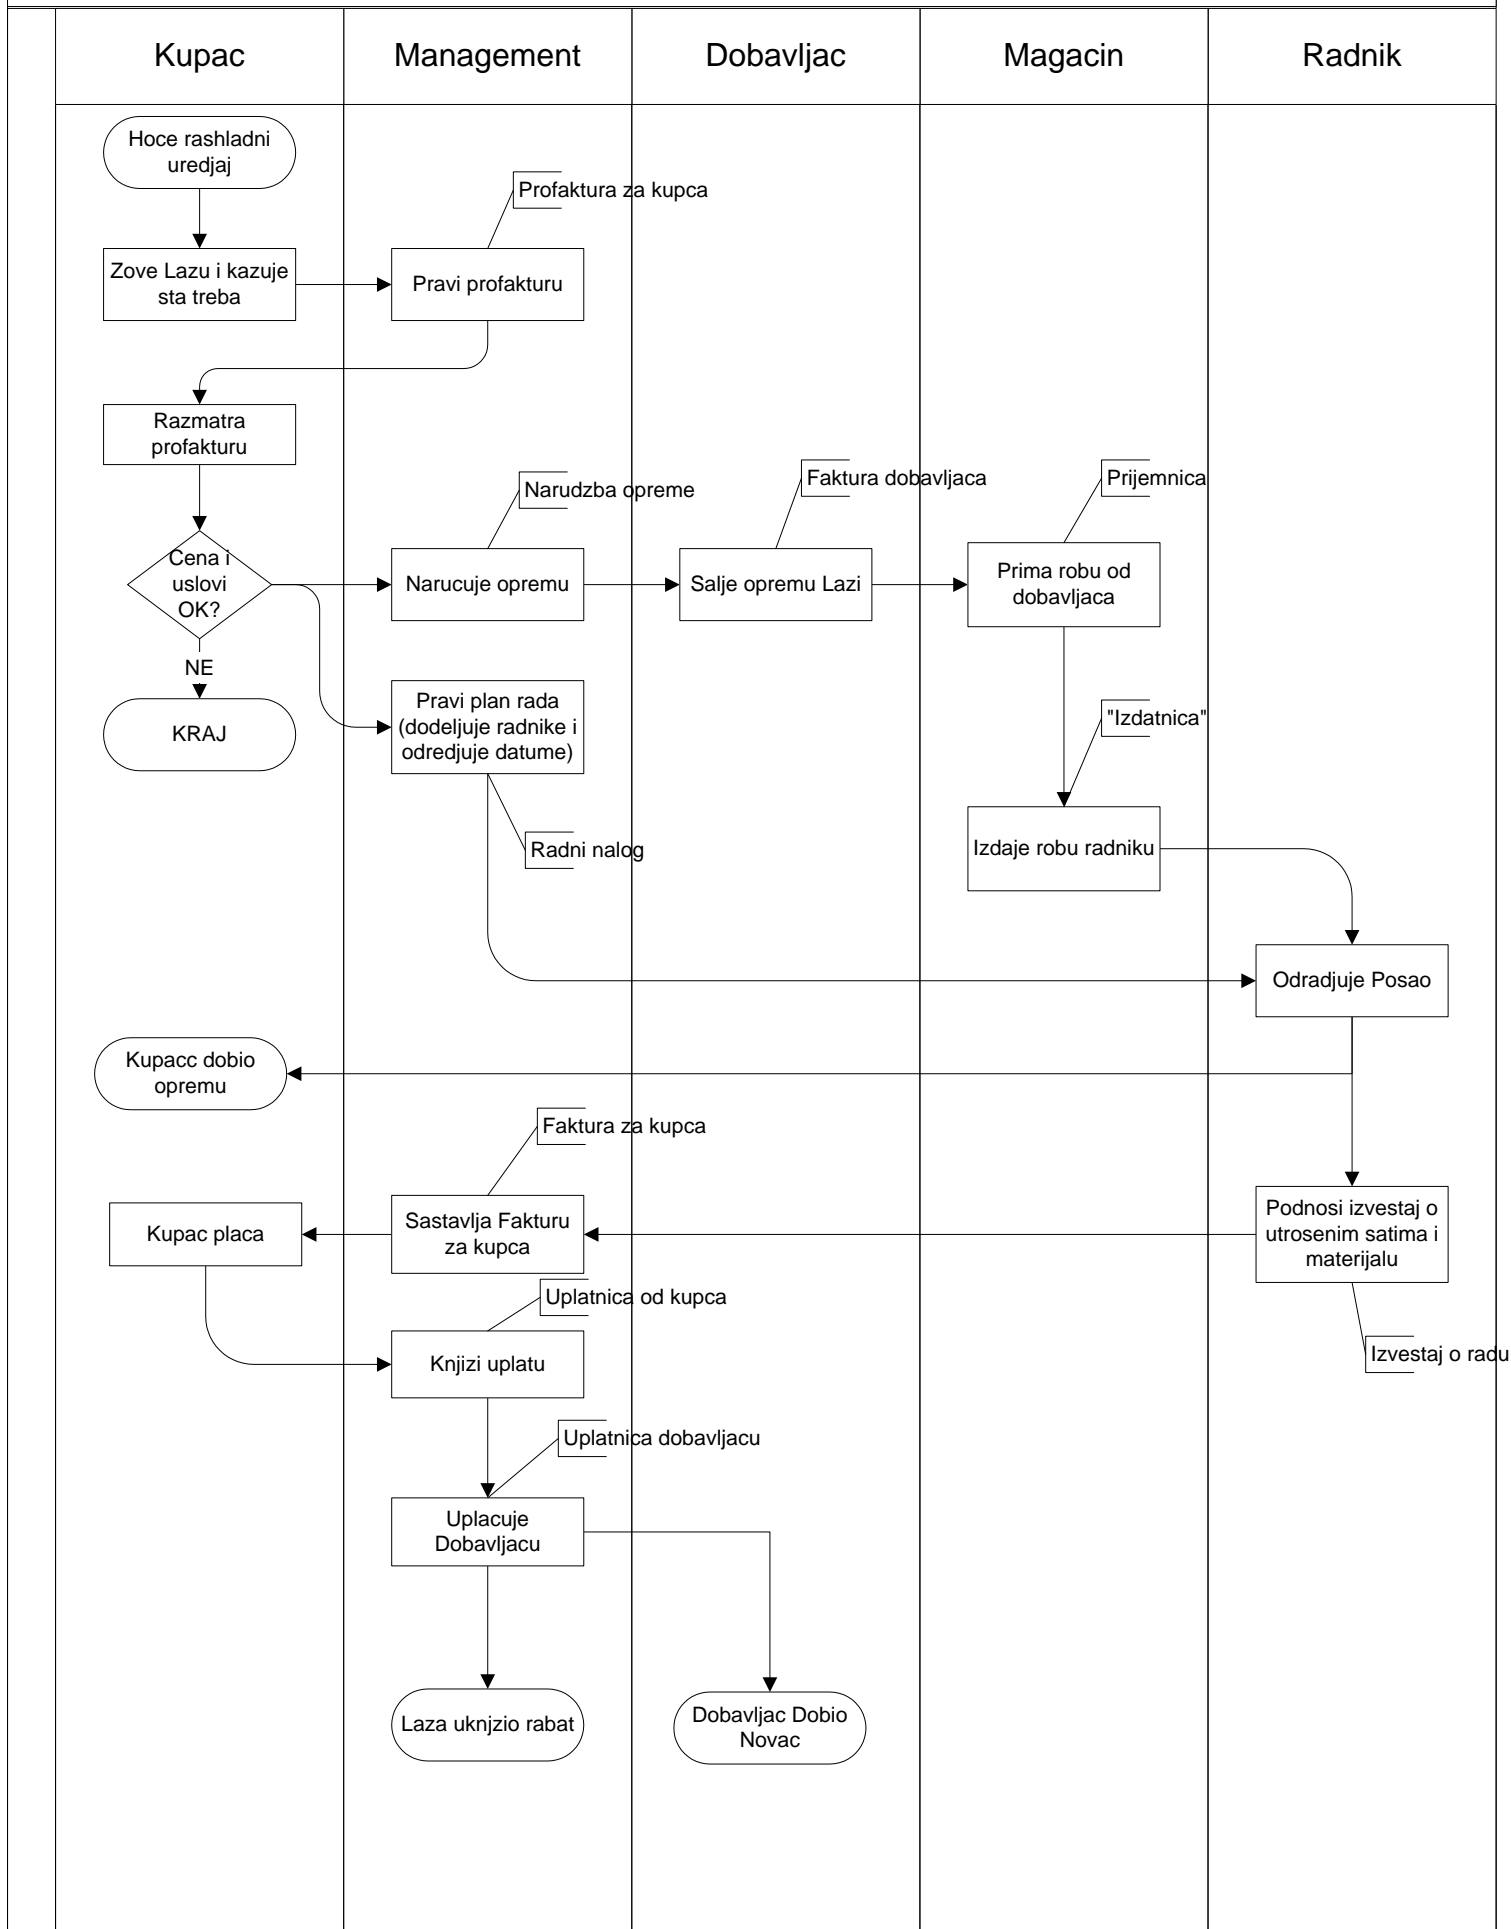 Kupac
Management
Dobavljac
Magacin
Radnik
Hoce rashladni
uredjaj
Profaktura za kupca
Zove Lazu i kazuje
sta treba
Pravi profakturu
Razmatra
profakturu
Narudzba opreme
Faktura dobavljaca
Prijemnica
Cena i
uslovi
OK?
Narucuje opremu
Salje opremu Lazi
Prima robu od
dobavljaca
NE
KRAJ
Pravi plan rada
(dodeljuje radnike i
odredjuje datume)
"Izdatnica"
Radni nalog
Izdaje robu radniku
Odradjuje Posao
Kupacc dobio
opremu
Faktura za kupca
Kupac placa
Sastavlja Fakturu
za kupca
Podnosi izvestaj o
utrosenim satima i
materijalu
Uplatnica od kupca
Knjizi uplatu
Izvestaj o radu
Uplatnica dobavljacu
Uplacuje
Dobavljacu
Laza uknjzio rabat
Dobavljac Dobio
Novac